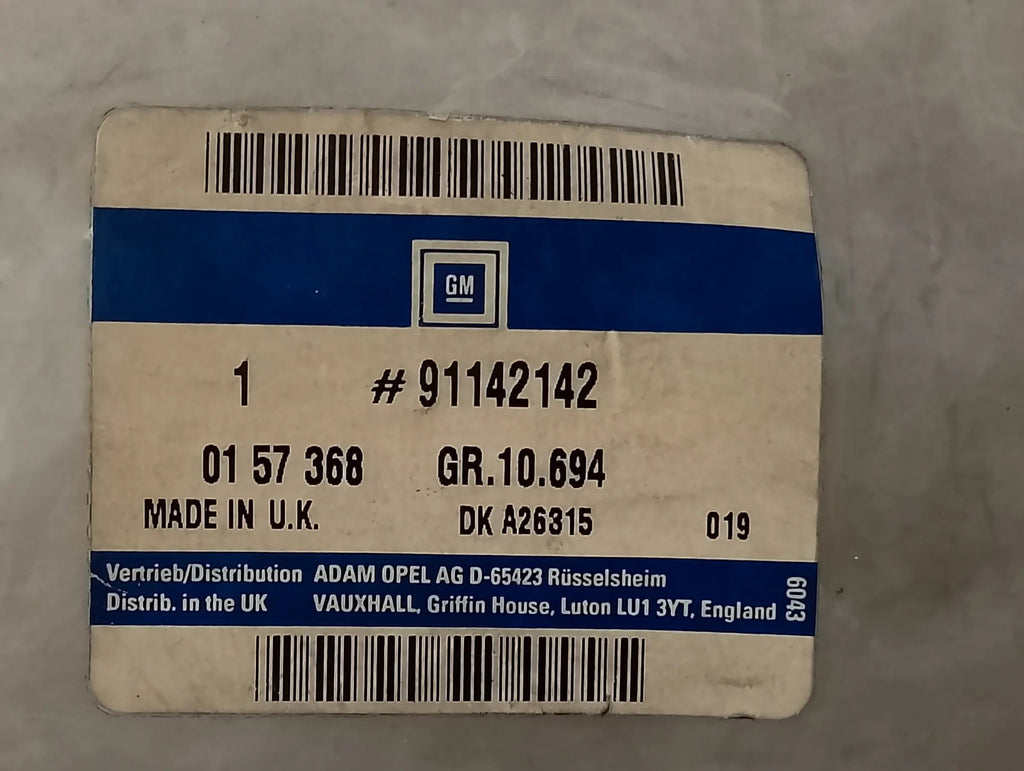 GM
1 # 91142142
01 57 368 GR.10.694
MADE IN U.K. DK A26315 019
Vertrieb/Distribution ADAM OPEL AG D-65423 Rüsselsheim
Distrib. in the UK VAUXHALL, Griffin House, Luton LU1 3YT, England
6043